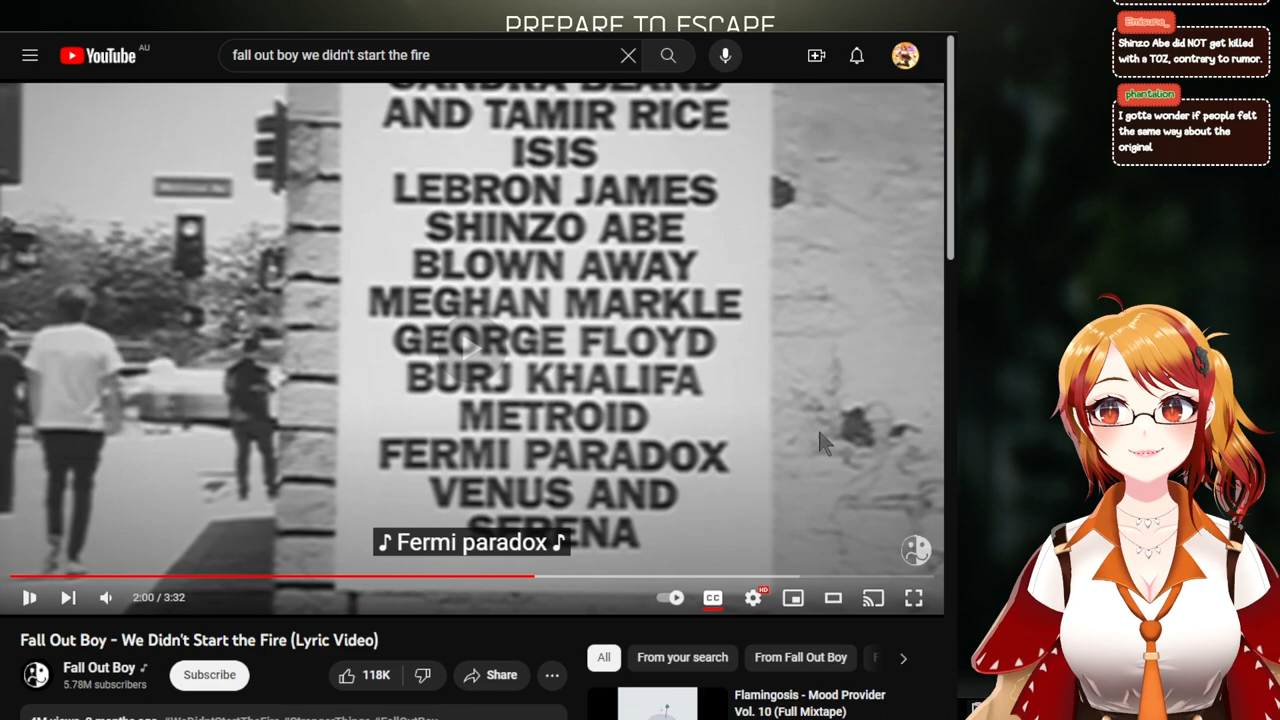 PREPARE TO ESCAPE
YouTube AU
fall out boy we didn't start the fire
AND TAMIR RICE
ISIS
LEBRON JAMES
SHINZO ABE
BLOWN AWAY
MEGHAN MARKLE
GEORGE FLOYD
BURJ KHALIFA
METROID
FERMI PARADOX
VENUS AND
SERENA
♪ Fermi paradox ♪
2:00 / 3:32
CC
HD
Fall Out Boy - We Didn't Start the Fire (Lyric Video)
Fall Out Boy ♪
5.78M subscribers
Subscribe
118K
Share
All
From your search
From Fall Out Boy
Flamingosis - Mood Provider
Vol. 10 (Full Mixtape)
Emisune_
Shinzo Abe did NOT get killed
with a TOZ, contrary to rumor.
phantalion
I gotta wonder if people felt
the same way about the
original